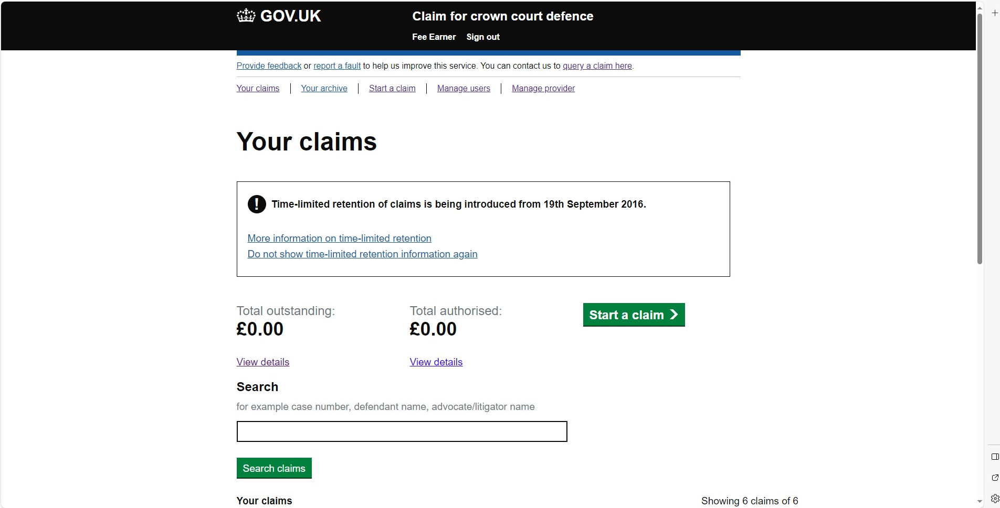 GOV.UK
Claim for crown court defence
Fee Earner Sign out
Provide feedback or report a fault to help us improve this service. You can contact us to query a claim here.
Your claims Your archive Start a claim Manage users Manage provider
Your claims
! Time-limited retention of claims is being introduced from 19th September 2016.
More information on time-limited retention
Do not show time-limited retention information again
Total outstanding: Total authorised: Start a claim
£0.00 £0.00
View details View details
Search
for example case number, defendant name, advocate/litigator name
Search claims
Your claims Showing 6 claims of 6